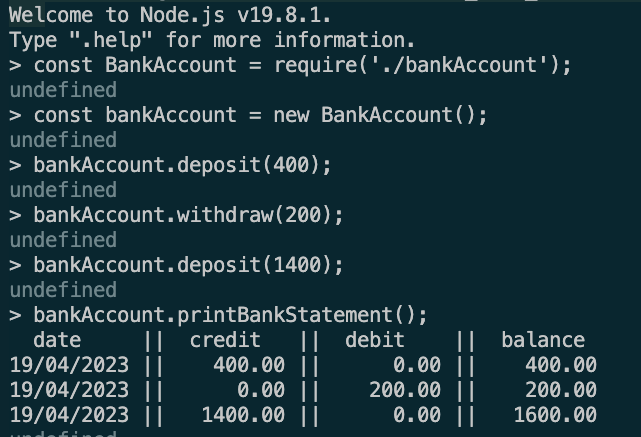 Welcome to Node.js v19.8.1.
Type ".help" for more information.
> const BankAccount = require('./bankAccount');
undefined
> const bankAccount = new BankAccount();
undefined
> bankAccount.deposit(400);
undefined
> bankAccount.withdraw(200);
undefined
> bankAccount.deposit(1400);
undefined
> bankAccount.printBankStatement();
  date     ||  credit   ||  debit    ||  balance
19/04/2023 ||    400.00 ||      0.00 ||    400.00
19/04/2023 ||      0.00 ||    200.00 ||    200.00
19/04/2023 ||   1400.00 ||      0.00 ||   1600.00